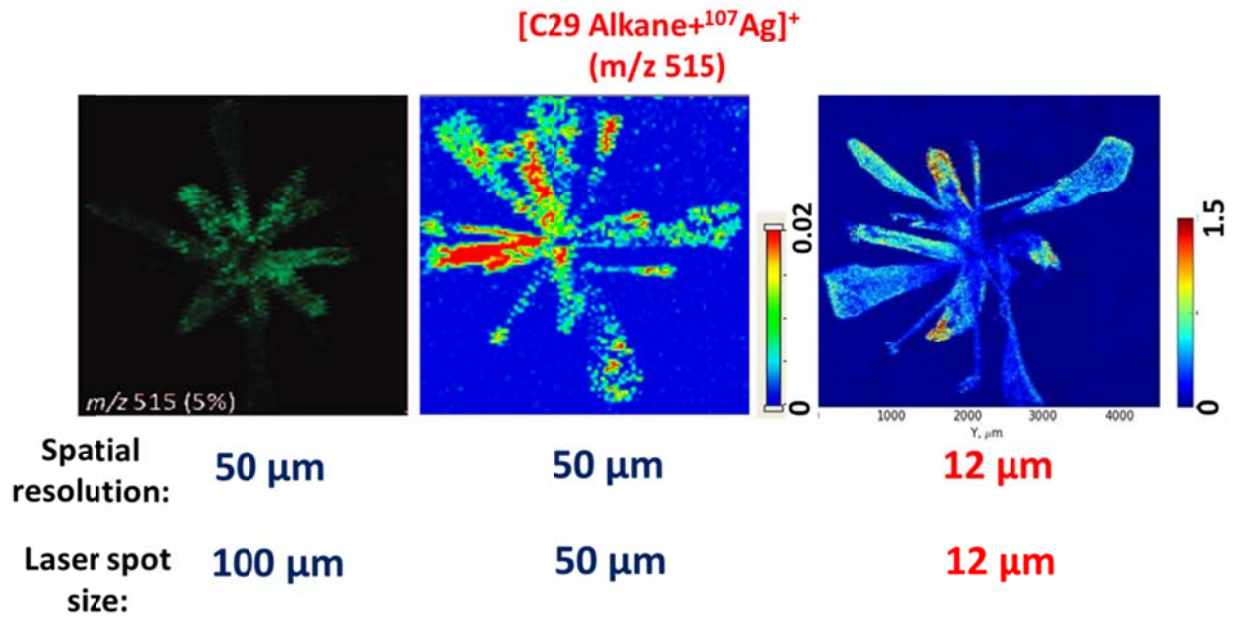 [C29 Alkane+¹⁰⁷Ag]⁺
(m/z 515)
m/z 515 (5%)
0.02
0
1.5
0
1000 2000 3000 4000
Y, μm
Spatial
resolution:
50 μm
50 μm
12 μm
Laser spot
size:
100 μm
50 μm
12 μm